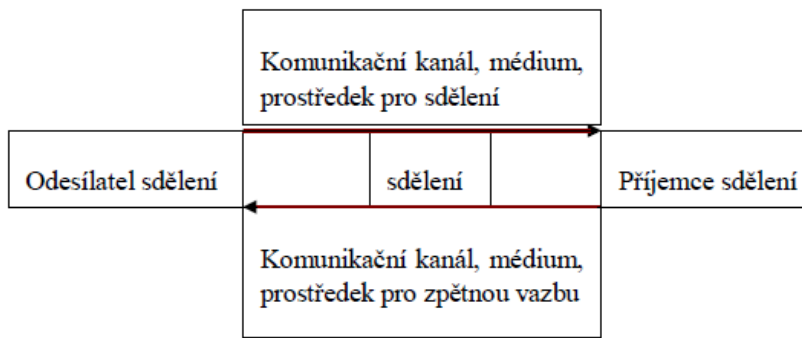 Komunikační kanál, médium,
prostředek pro sdělení
Odesílatel sdělení
sdělení
Příjemce sdělení
Komunikační kanál, médium,
prostředek pro zpětnou vazbu